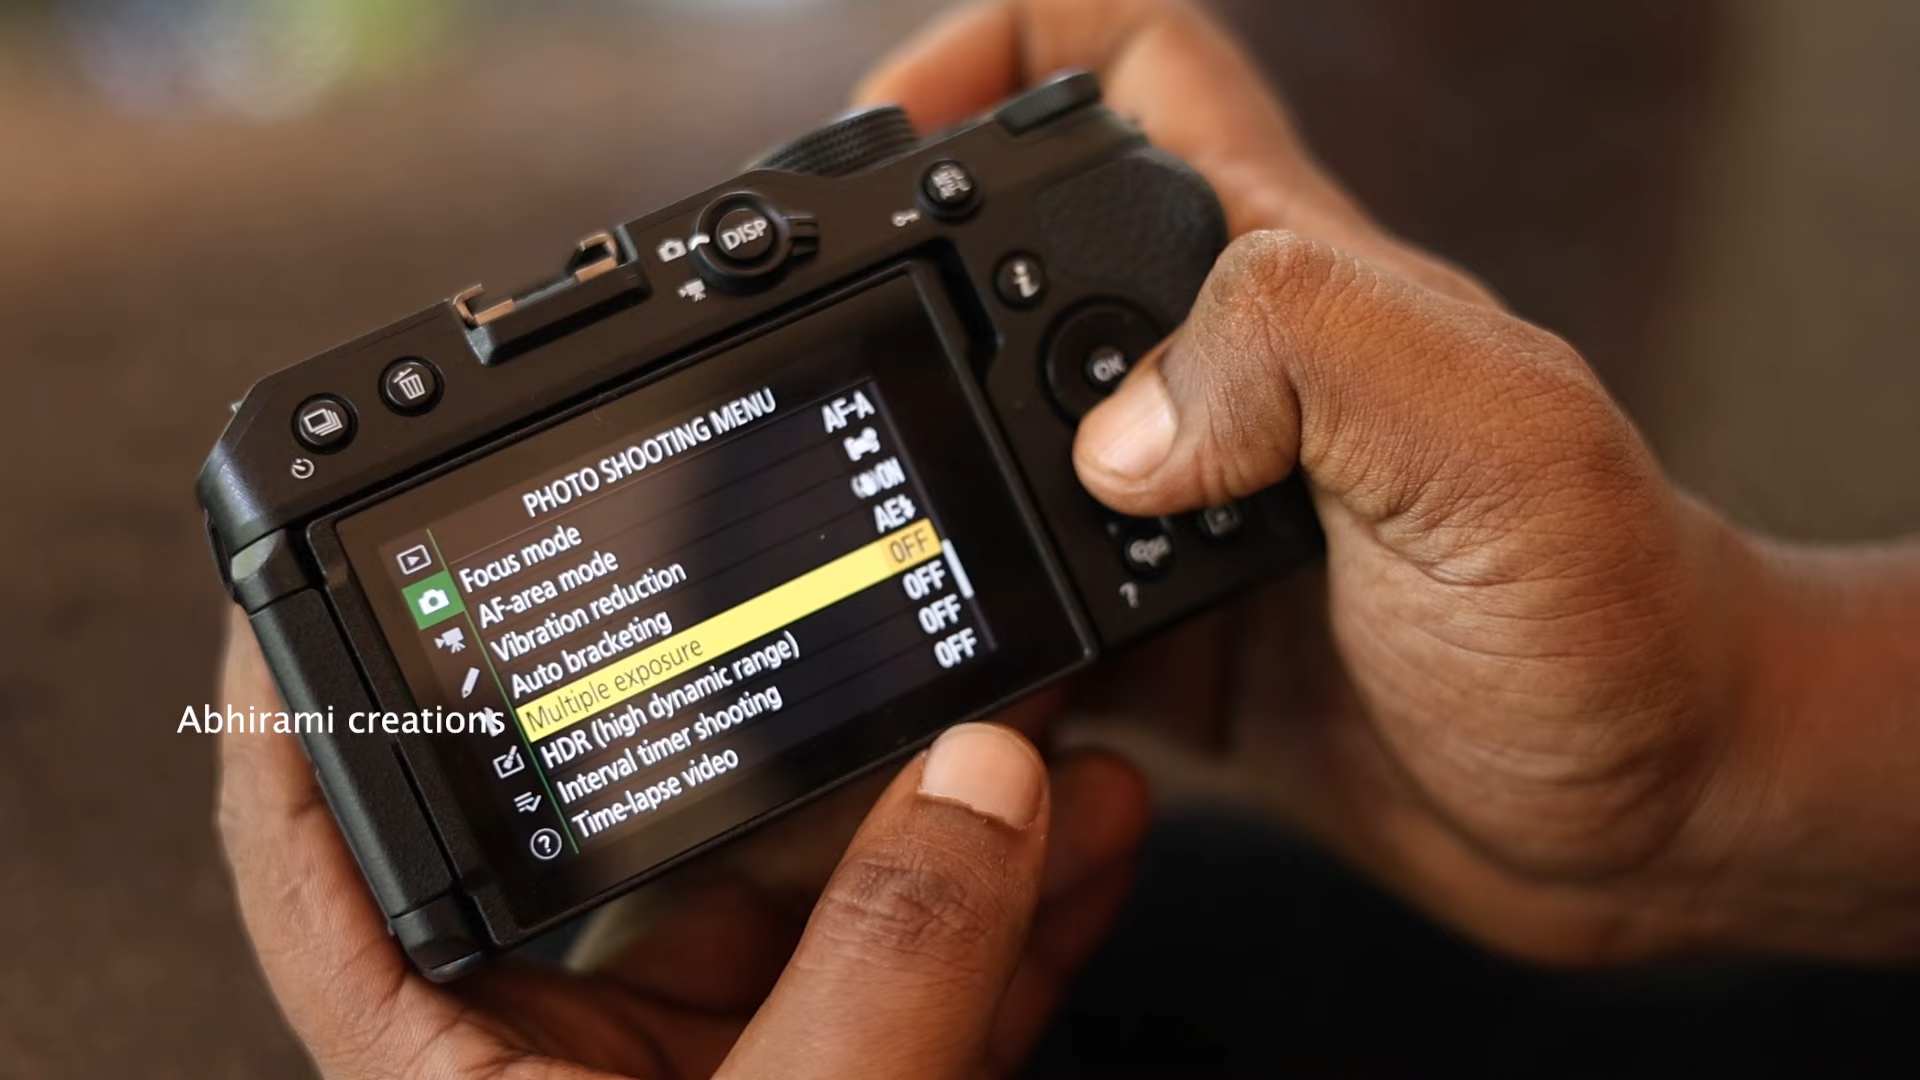 DISP
OK
?
PHOTO SHOOTING MENU
Focus mode AF-A
AF-area mode
Vibration reduction ON
Auto bracketing AE
Multiple exposure OFF
HDR (high dynamic range) OFF
Interval timer shooting OFF
Time-lapse video OFF
?
Abhirami creations